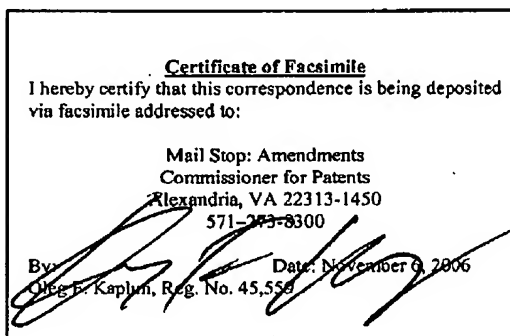 Certificate of Facsimile
I hereby certify that this correspondence is being deposited
via facsimile addressed to:
Mail Stop: Amendments
Commissioner for Patents
Alexandria, VA 22313-1450
571-273-8300
By: Date: November 6, 2006
Oleg F. Kaplun, Reg. No. 45,559